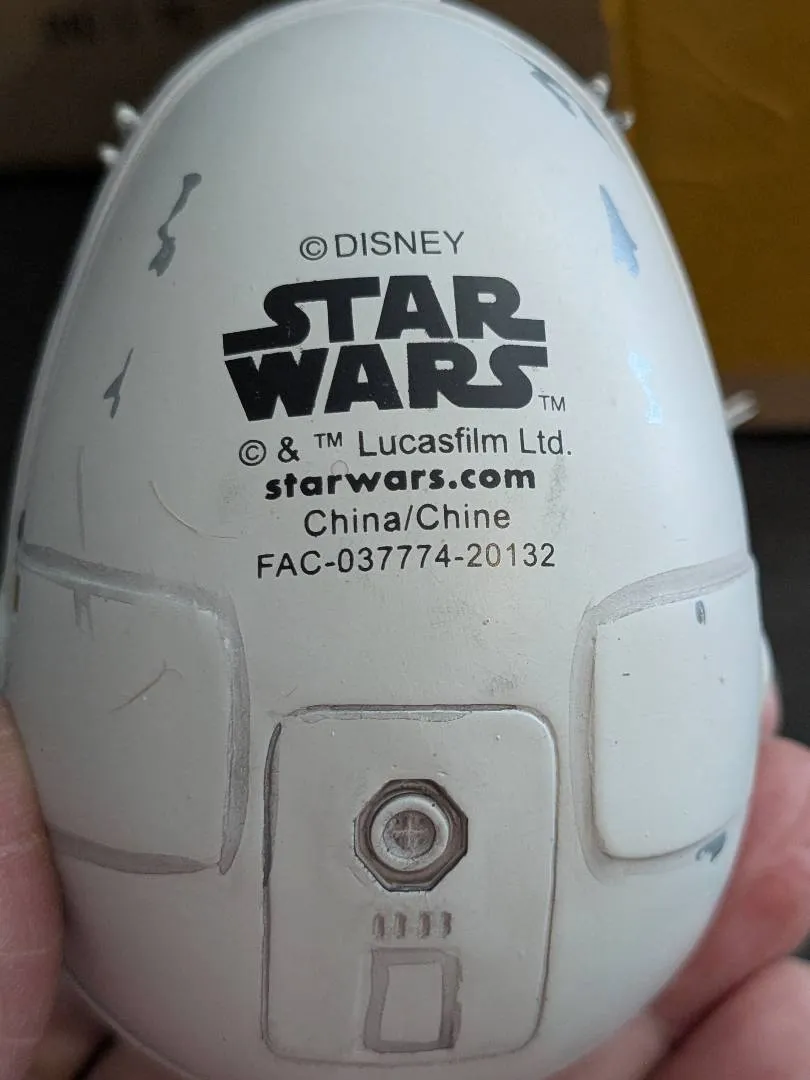 © DISNEY
STAR
WARS™
© & ™ Lucasfilm Ltd.
starwars.com
China/Chine
FAC-037774-20132